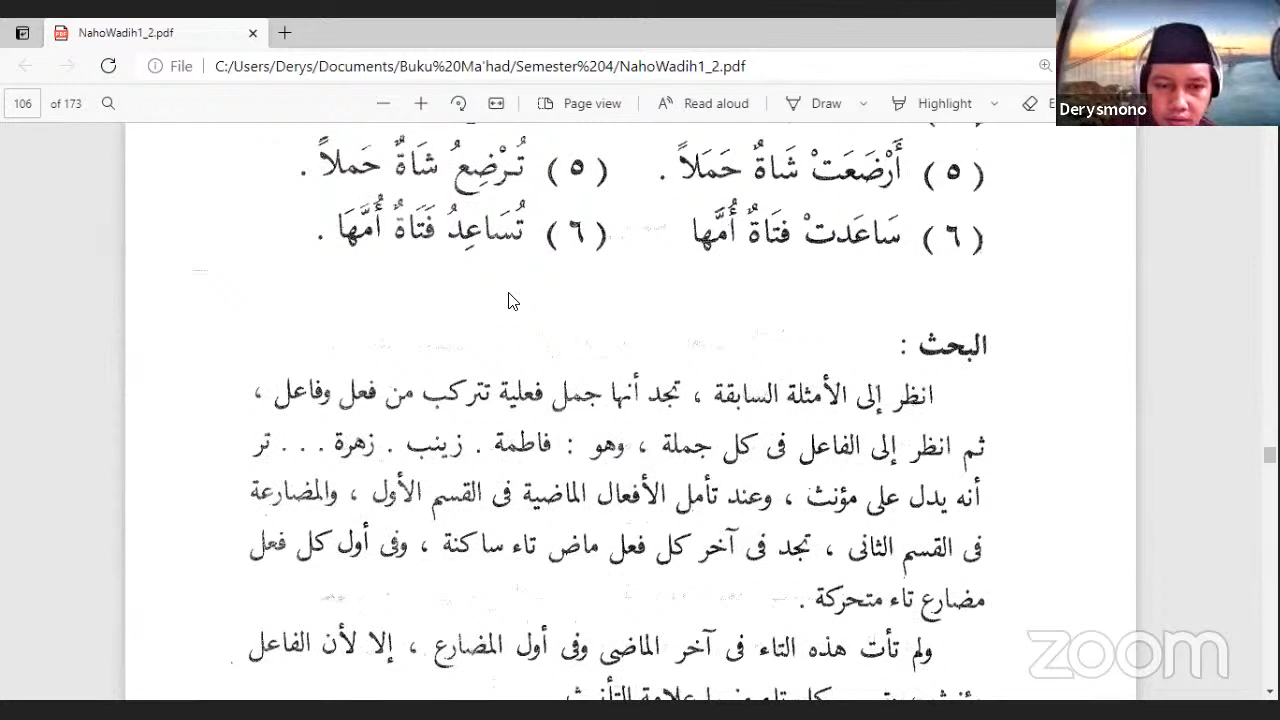 NahoWadih1_2.pdf
File C:/Users/Derys/Documents/Buku%20Ma'had/Semester%204/NahoWadih1_2.pdf
106 of 173 Page view Read aloud Draw Highlight
Derysmono
(٥) أَرْضَعَتْ شَاةٌ حَمَلاً . (٥) تُرْضِعُ شَاةٌ حَملاً .
(٦) سَاعَدتْ فتَاةٌ أُمَّها (٦) تُسَاعِدُ فَتَاةٌ أُمَّهَا .
البحث :
انظر إلى الأمثلة السابقة ، تجد أنها جمل فعلية تتركب من فعل وفاعل ،
ثم انظر إلى الفاعل فى كل جملة ، وهو : فاطمة . زينب . زهرة . . . تر
أنه يدل على مؤنث ، وعند تأمل الأفعال الماضية فى القسم الأول ، والمضارعة
فى القسم الثانى ، تجد فى آخر كل فعل ماض تاء ساكنة ، وفى أول كل فعل
مضارع تاء متحركة .
ولم تأت هذه التاء فى آخر الماضى وفى أول المضارع ، إلا لأن الفاعل
zoom